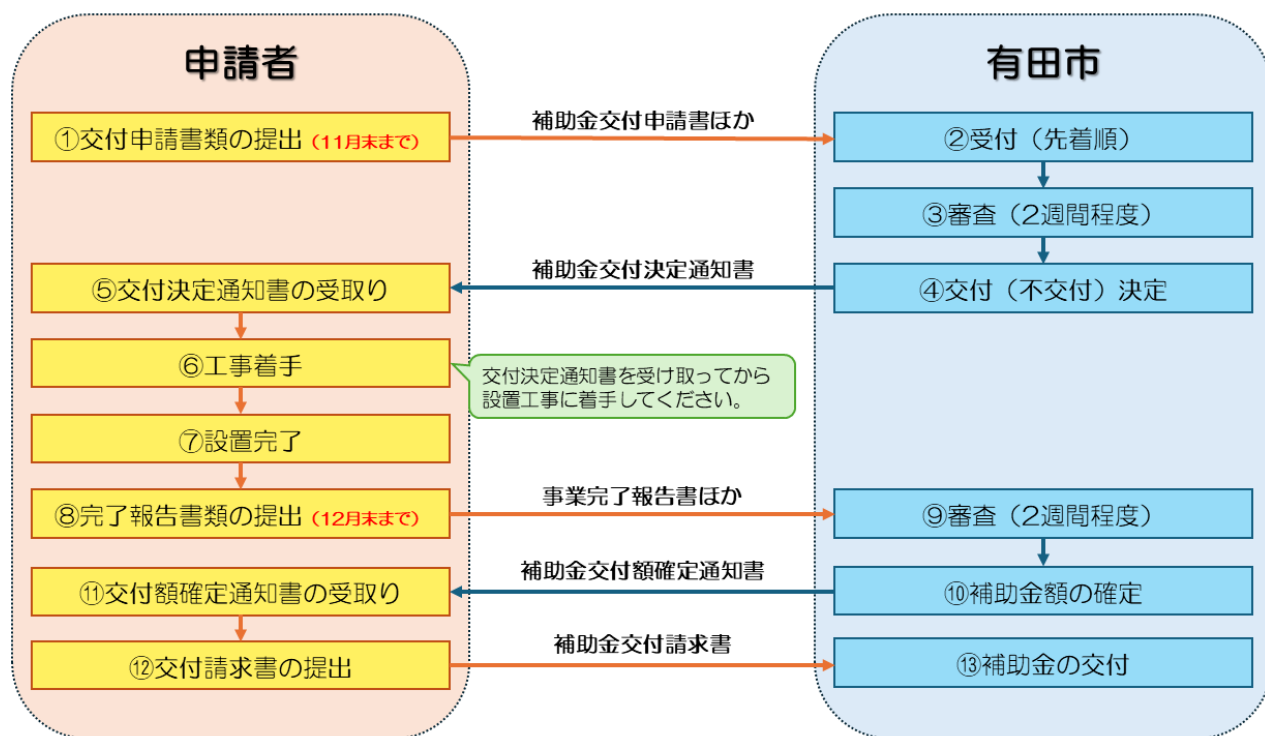 申請者
有田市
①交付申請書類の提出（11月末まで）
補助金交付申請書ほか
②受付（先着順）
③審査（2週間程度）
補助金交付決定通知書
④交付（不交付）決定
⑤交付決定通知書の受取り
⑥工事着手
交付決定通知書を受け取ってから
設置工事に着手してください。
⑦設置完了
⑧完了報告書類の提出（12月末まで）
事業完了報告書ほか
⑨審査（2週間程度）
補助金交付額確定通知書
⑩補助金額の確定
⑪交付額確定通知書の受取り
⑫交付請求書の提出
補助金交付請求書
⑬補助金の交付